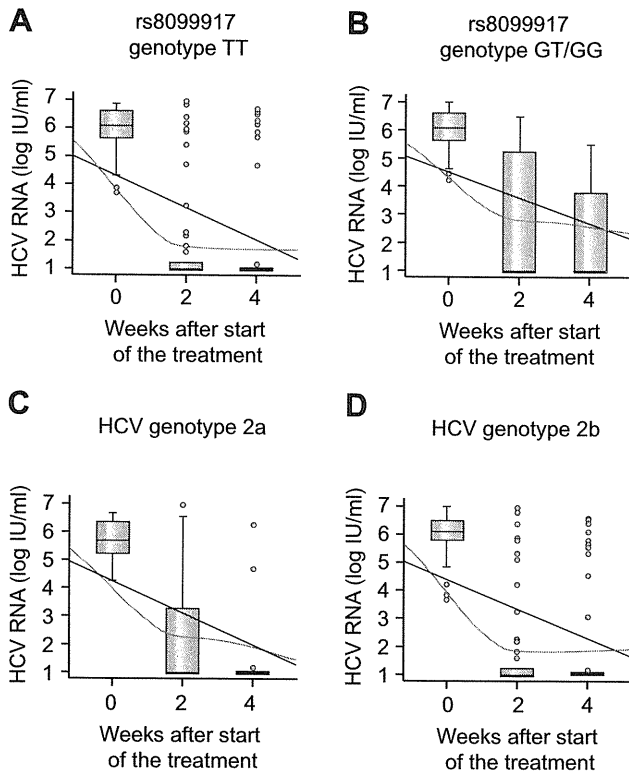 A
rs8099917
genotype TT
HCV RNA (log IU/ml)
7
6
5
4
3
2
1
0 2 4
Weeks after start
of the treatment
B
rs8099917
genotype GT/GG
HCV RNA (log IU/ml)
7
6
5
4
3
2
1
0 2 4
Weeks after start
of the treatment
C
HCV genotype 2a
HCV RNA (log IU/ml)
7
6
5
4
3
2
1
0 2 4
Weeks after start
of the treatment
D
HCV genotype 2b
HCV RNA (log IU/ml)
7
6
5
4
3
2
1
0 2 4
Weeks after start
of the treatment